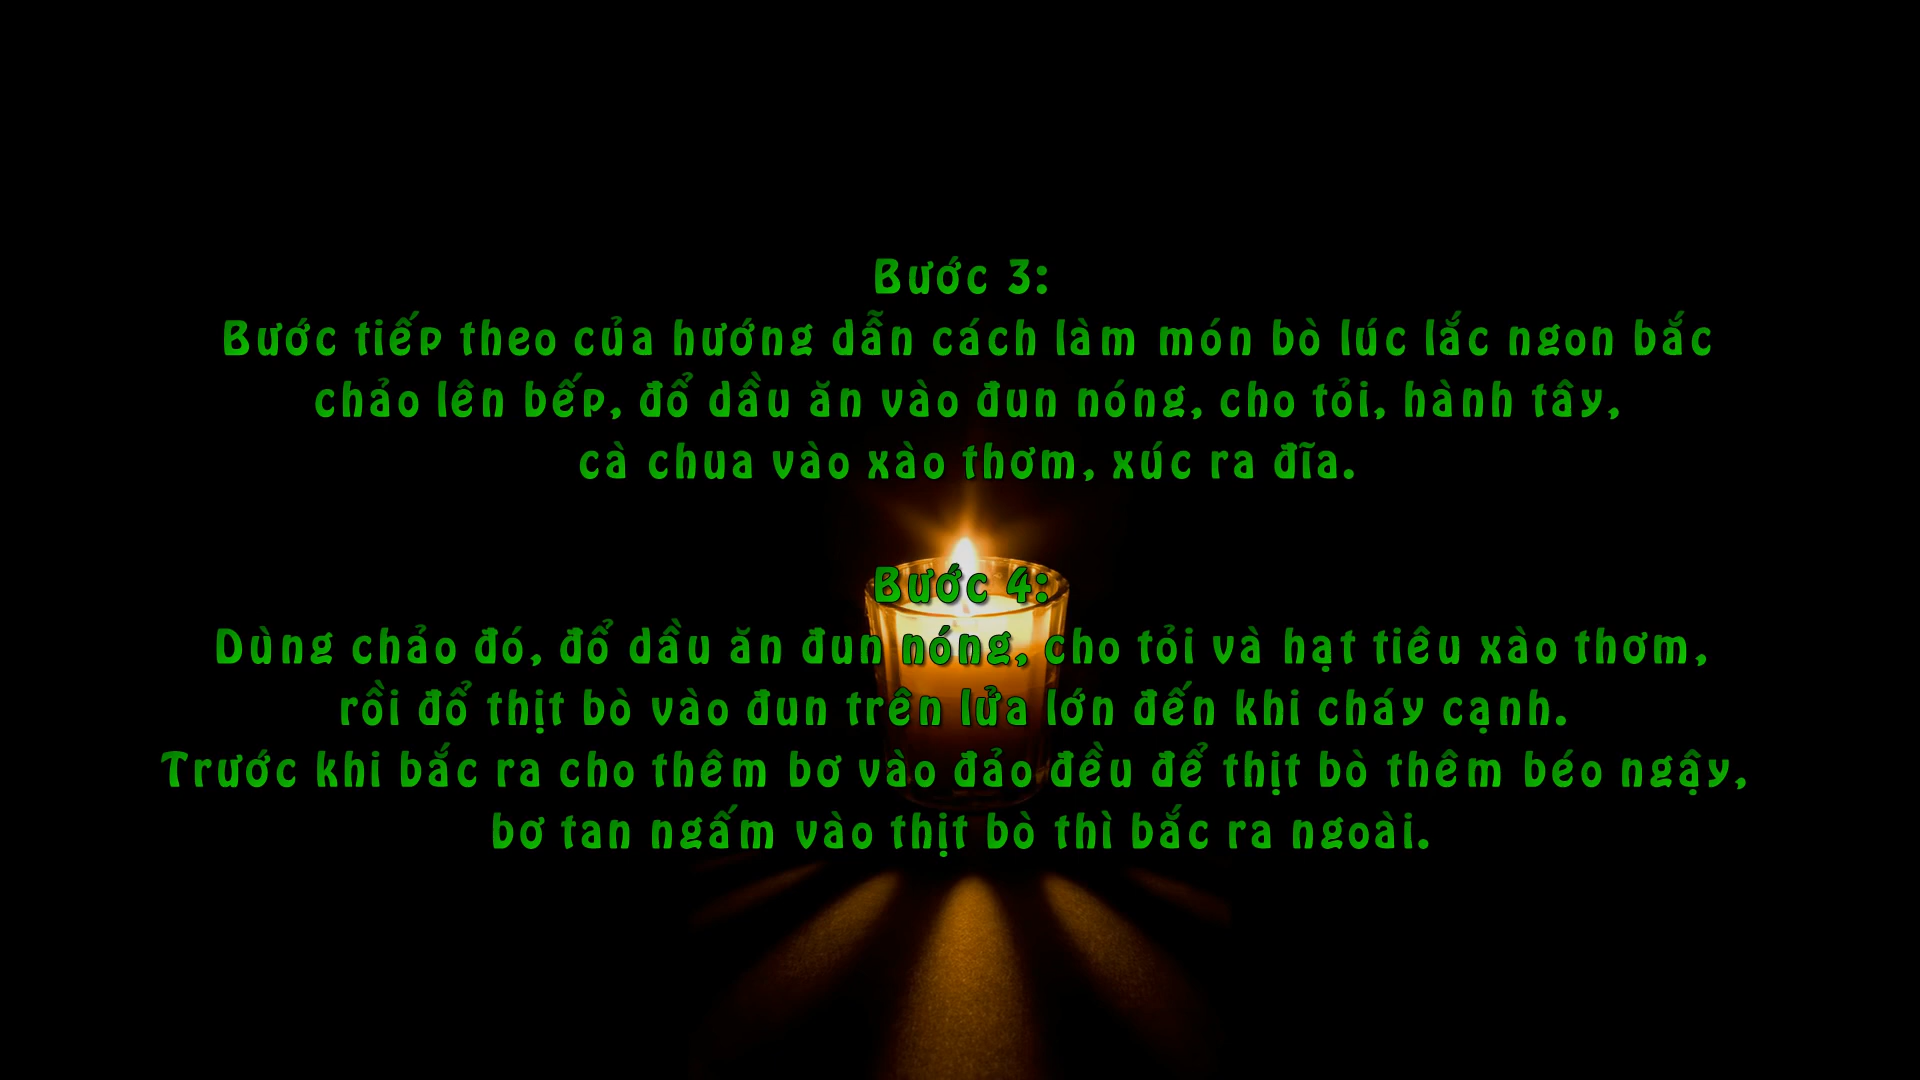 Bước 3:
Bước tiếp theo của hướng dẫn cách làm món bò lúc lắc ngon bắc
chảo lên bếp, đổ dầu ăn vào đun nóng, cho tỏi, hành tây,
cà chua vào xào thơm, xúc ra đĩa.
Bước 4:
Dùng chảo đó, đổ dầu ăn đun nóng, cho tỏi và hạt tiêu xào thơm,
rồi đổ thịt bò vào đun trên lửa lớn đến khi cháy cạnh.
Trước khi bắc ra cho thêm bơ vào đảo đều để thịt bò thêm béo ngậy,
bơ tan ngấm vào thịt bò thì bắc ra ngoài.